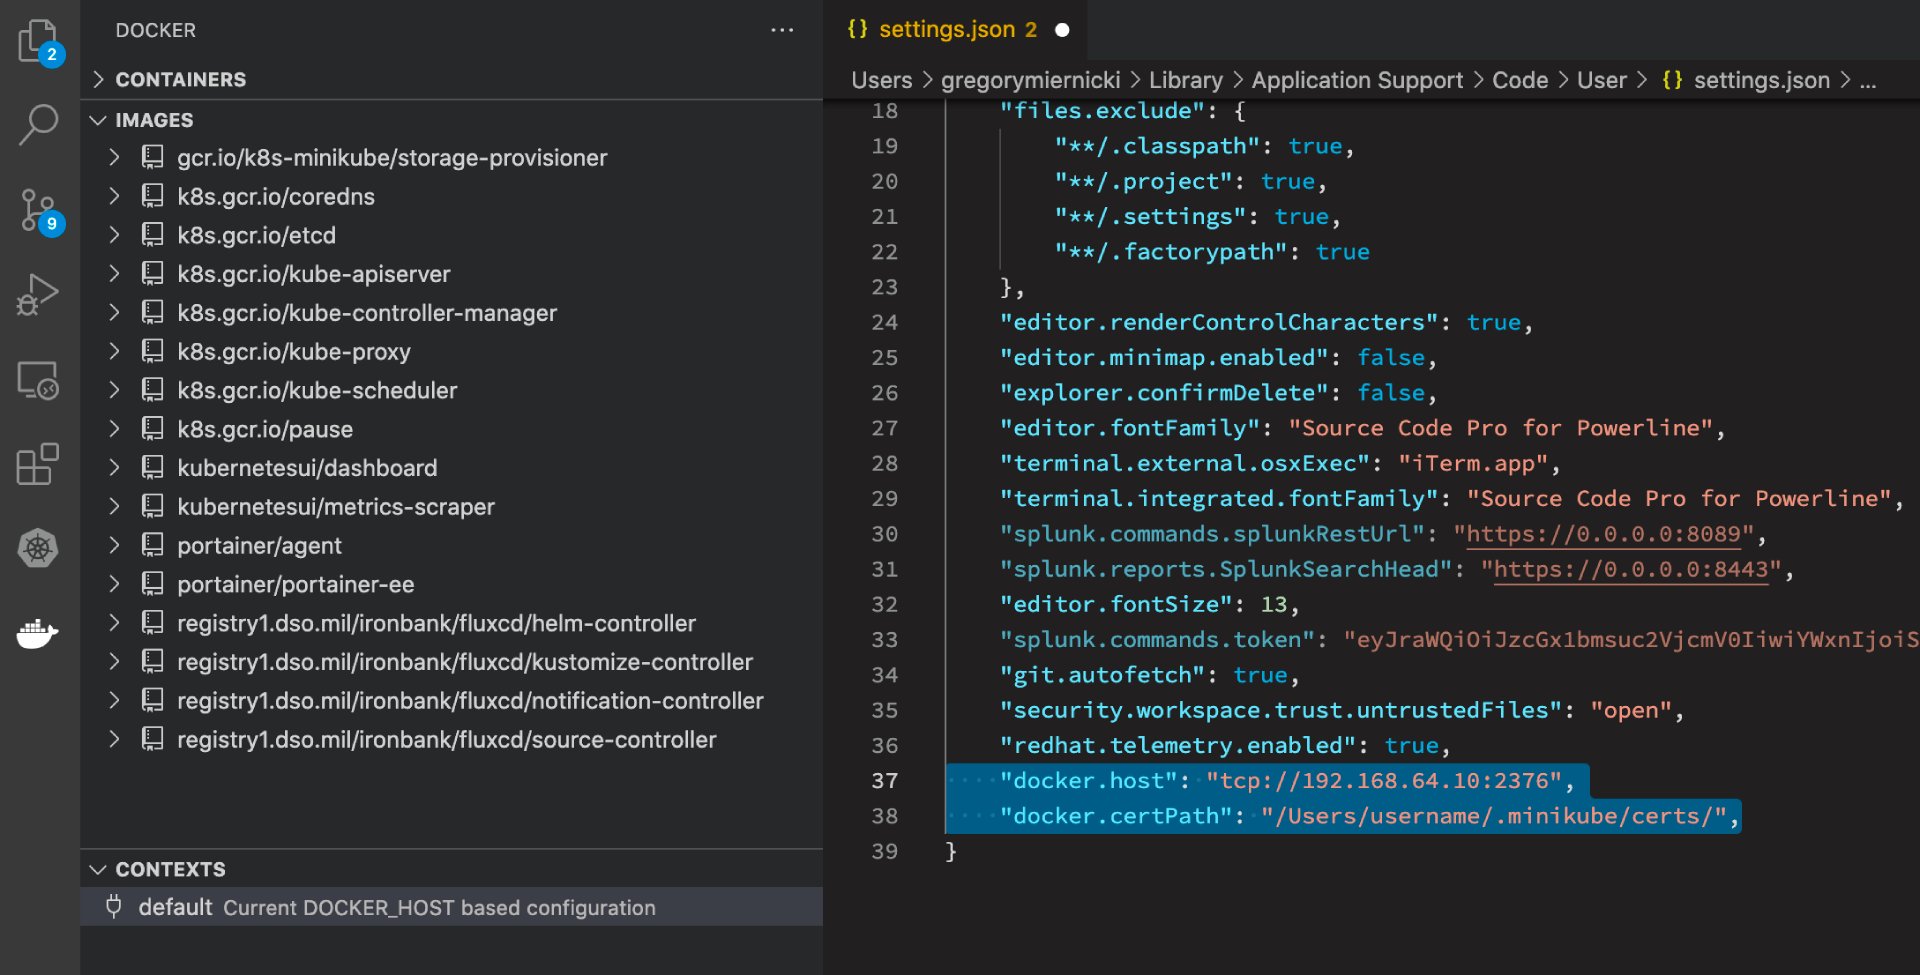 2
9
DOCKER
CONTAINERS
IMAGES
gcr.io/k8s-minikube/storage-provisioner
k8s.gcr.io/coredns
k8s.gcr.io/etcd
k8s.gcr.io/kube-apiserver
k8s.gcr.io/kube-controller-manager
k8s.gcr.io/kube-proxy
k8s.gcr.io/kube-scheduler
k8s.gcr.io/pause
kubernetesui/dashboard
kubernetesui/metrics-scraper
portainer/agent
portainer/portainer-ee
registry1.dso.mil/ironbank/fluxcd/helm-controller
registry1.dso.mil/ironbank/fluxcd/kustomize-controller
registry1.dso.mil/ironbank/fluxcd/notification-controller
registry1.dso.mil/ironbank/fluxcd/source-controller
CONTEXTS
default Current DOCKER_HOST based configuration
{} settings.json 2
Users > gregorymiernicki > Library > Application Support > Code > User > {} settings.json > ...
18 "files.exclude": {
19 "**/.classpath": true,
20 "**/.project": true,
21 "**/.settings": true,
22 "**/.factorypath": true
23 },
24 "editor.renderControlCharacters": true,
25 "editor.minimap.enabled": false,
26 "explorer.confirmDelete": false,
27 "editor.fontFamily": "Source Code Pro for Powerline",
28 "terminal.external.osxExec": "iTerm.app",
29 "terminal.integrated.fontFamily": "Source Code Pro for Powerline",
30 "splunk.commands.splunkRestUrl": "https://0.0.0.0:8089",
31 "splunk.reports.SplunkSearchHead": "https://0.0.0.0:8443",
32 "editor.fontSize": 13,
33 "splunk.commands.token": "eyJraWQiOiJzcGx1bmsuc2VjcmV0IiwiYWxnIjoiS
34 "git.autofetch": true,
35 "security.workspace.trust.untrustedFiles": "open",
36 "redhat.telemetry.enabled": true,
37 "docker.host": "tcp://192.168.64.10:2376",
38 "docker.certPath": "/Users/username/.minikube/certs/",
39 }